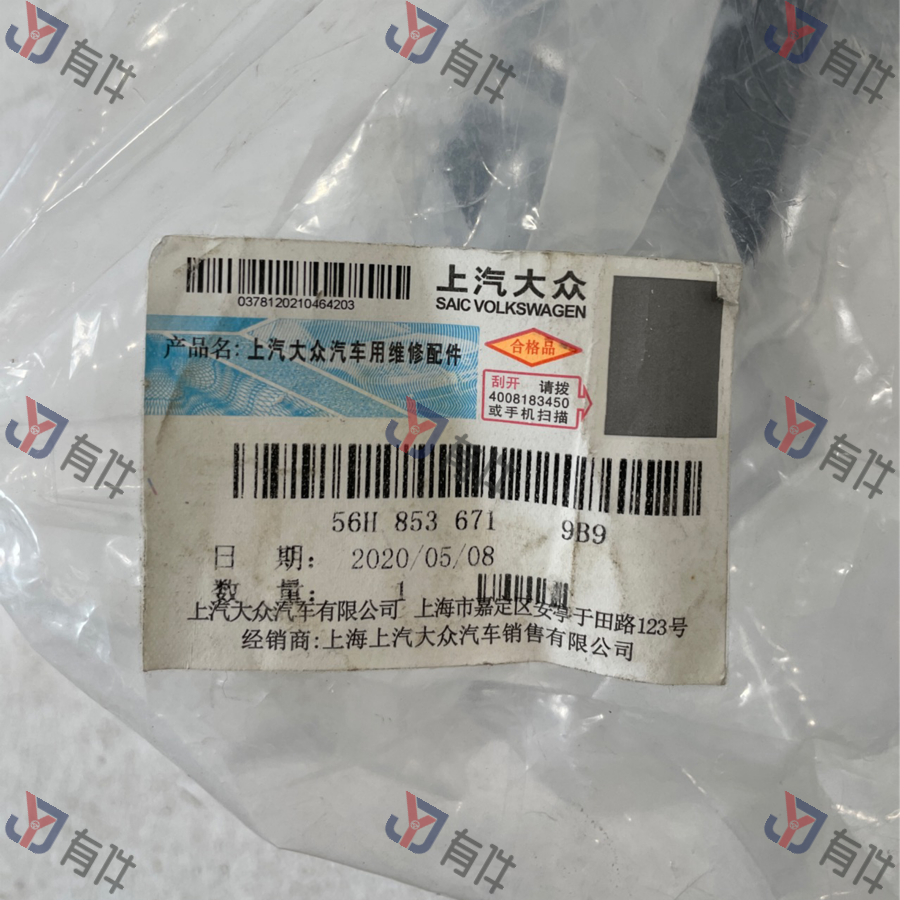 有件 有件 有件
上汽大众
SAIC VOLKSWAGEN
0378120210464203
产品名: 上汽大众汽车用维修配件
合格品
刮开 请拨
4008183450
或手机扫描
有件 有件 有件
56H 853 671 9B9
日 期: 2020/05/08
数 量: 1
上汽大众汽车有限公司 上海市嘉定区安亭于田路123号
经销商:上海上汽大众汽车销售有限公司
有件 有件 有件